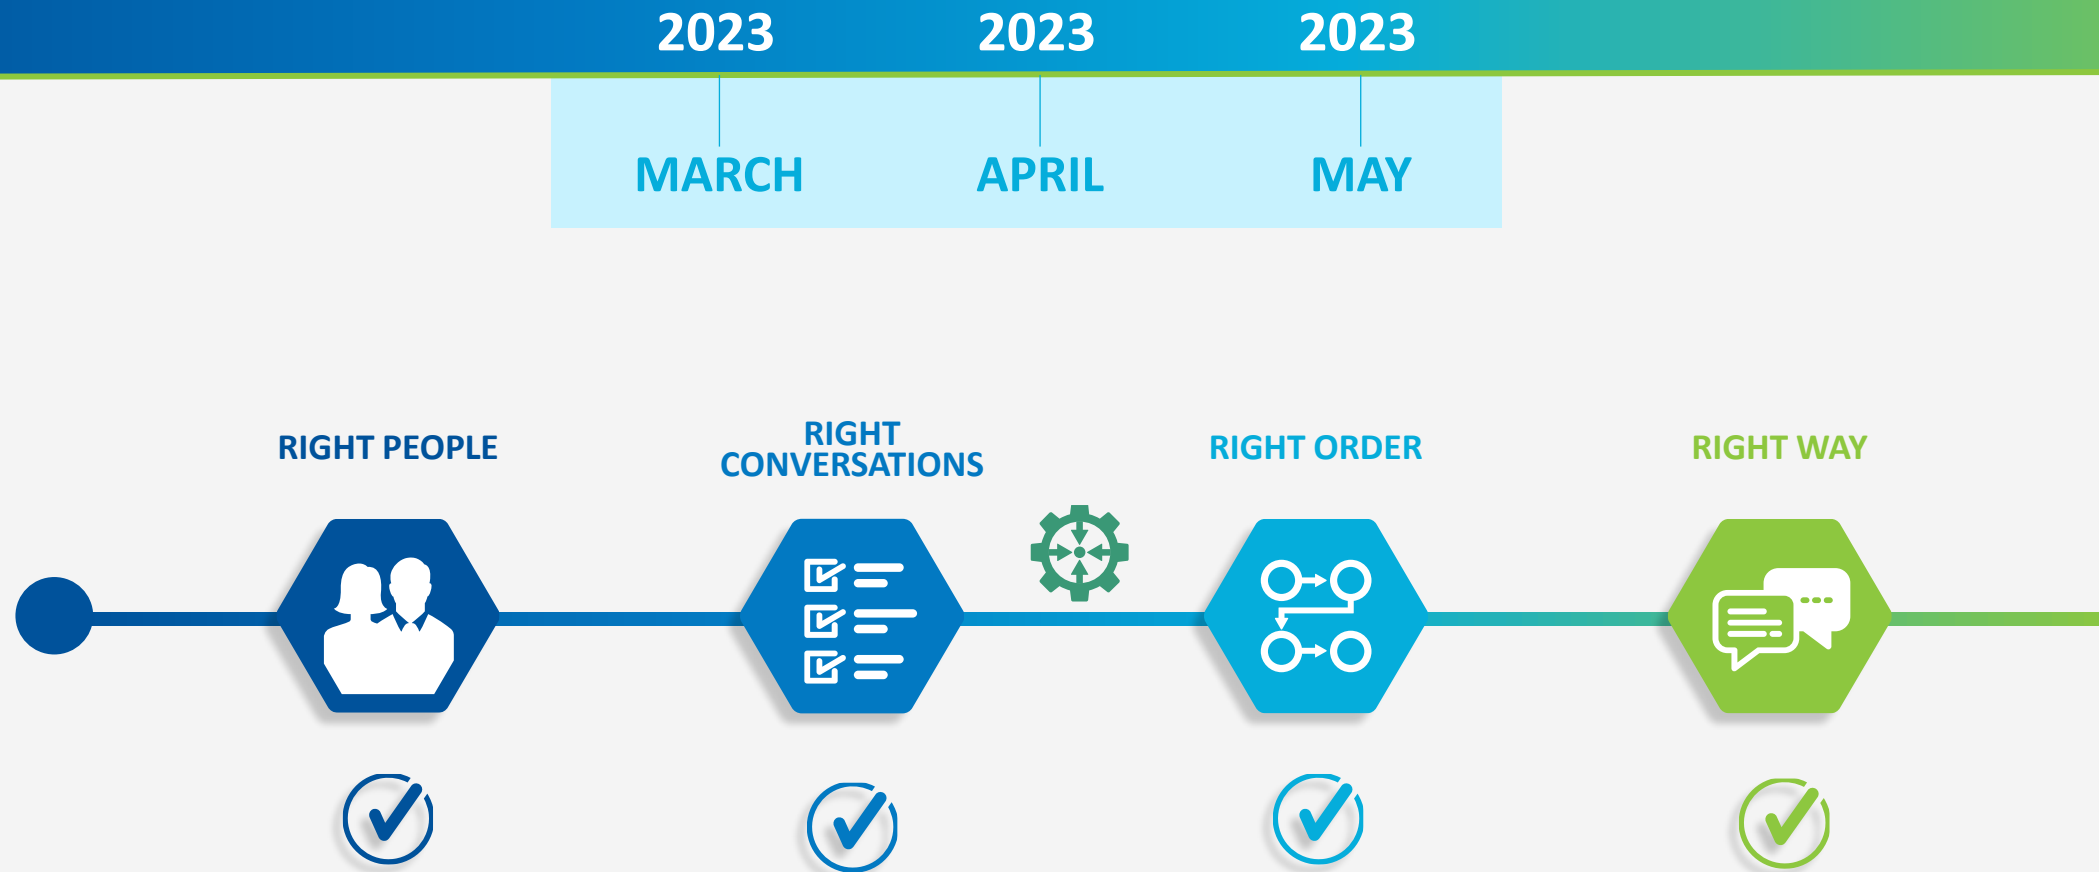 2023 2023 2023
MARCH APRIL MAY
RIGHT PEOPLE
RIGHT
CONVERSATIONS
RIGHT ORDER
RIGHT WAY